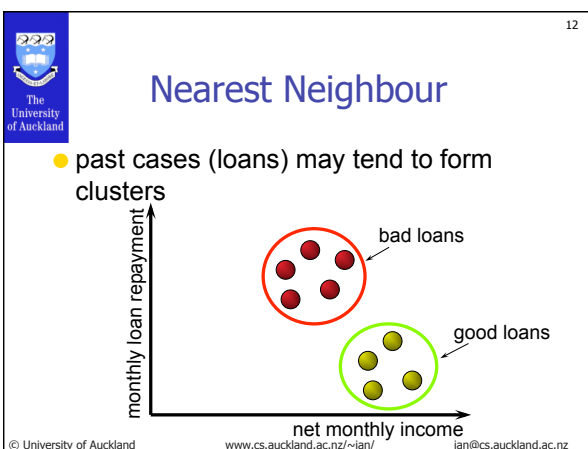 12
The
University
of Auckland
Nearest Neighbour
past cases (loans) may tend to form
clusters
monthly loan repayment
bad loans
good loans
net monthly income
© University of Auckland www.cs.auckland.ac.nz/~ian/ ian@cs.auckland.ac.nz